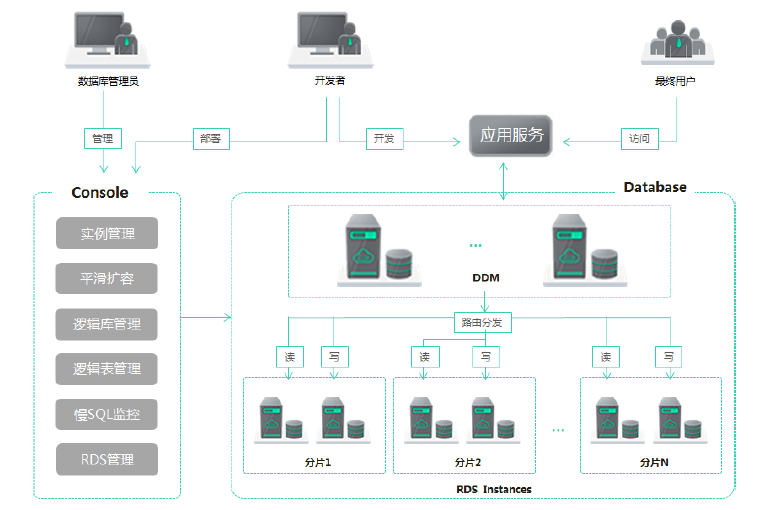 数据库管理员
开发者
最终用户
管理
部署
开发
应用服务
访问
Console
Database
实例管理
平滑扩容
逻辑库管理
逻辑表管理
慢SQL监控
RDS管理
...
DDM
路由分发
读
写
读
写
读
写
...
分片1
分片2
分片N
RDS Instances